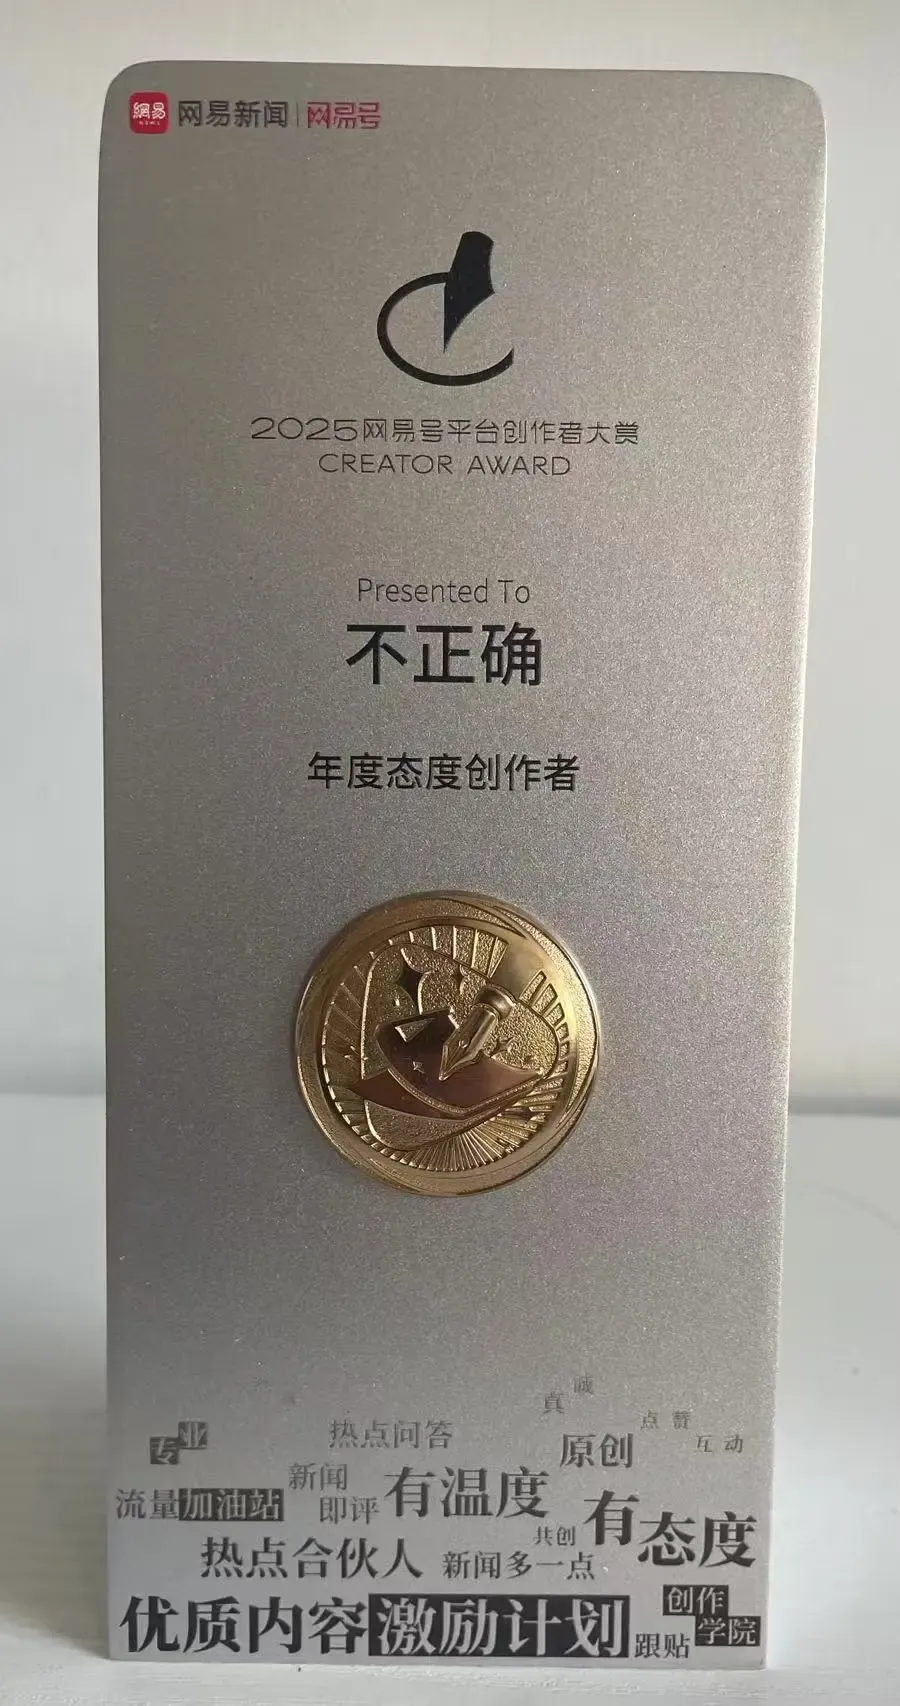 網易 NEWS 网易新闻 | 网易号
2025网易号平台创作者大赏
CREATOR AWARD
Presented To
不正确
年度态度创作者
真诚
点赞
专业
热点问答
原创
互动
新闻
即评
有温度
流量加油站
共创
有态度
热点合伙人
新闻多一点
优质内容激励计划
创作
学院
跟贴